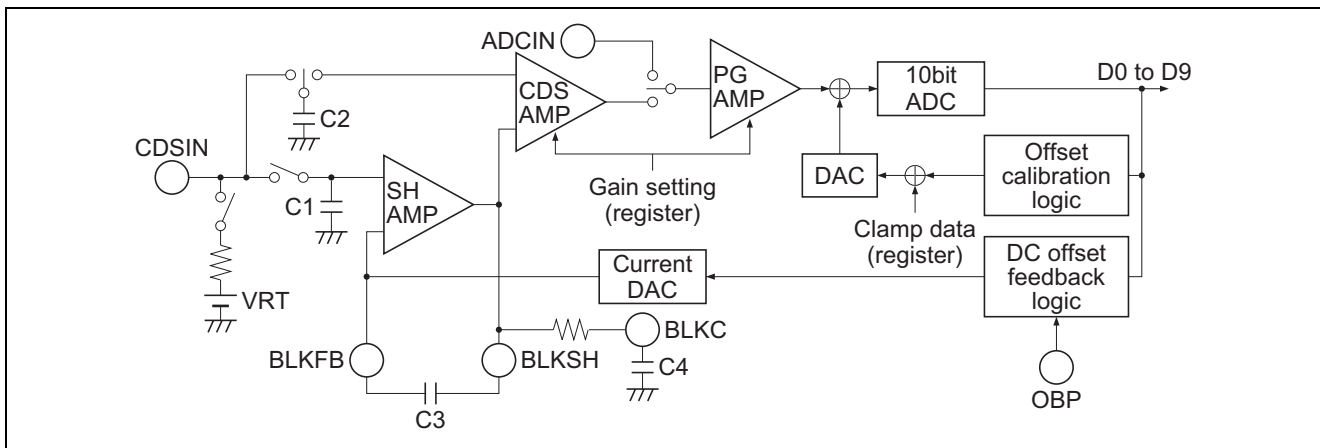 ADCIN
CDS
AMP
PG
AMP
10bit
ADC
D0 to D9
C2
CDSIN
C1
SH
AMP
Gain setting
(register)
DAC
Offset
calibration
logic
Clamp data
(register)
Current
DAC
DC offset
feedback
logic
VRT
BLKFB
BLKSH
BLKC
C4
C3
OBP